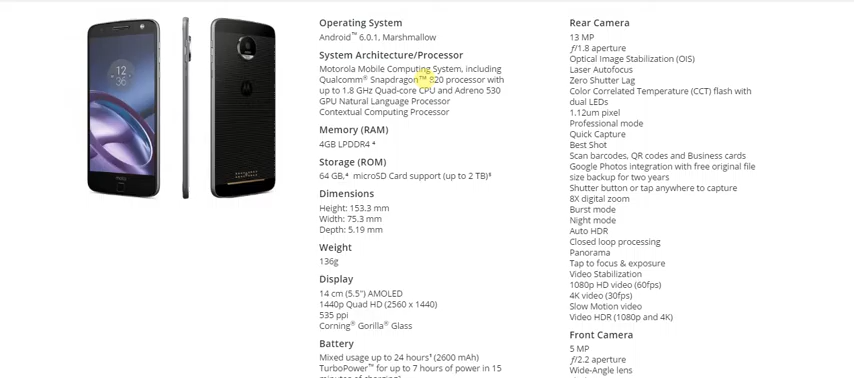 12:36
moto
Operating System
Android™ 6.0.1, Marshmallow
System Architecture/Processor
Motorola Mobile Computing System, including
Qualcomm® Snapdragon™ 820 processor with
up to 1.8 GHz Quad-core CPU and Adreno 530
GPU Natural Language Processor
Contextual Computing Processor
Memory (RAM)
4GB LPDDR4 ⁴
Storage (ROM)
64 GB,⁴ microSD Card support (up to 2 TB)⁸
Dimensions
Height: 153.3 mm
Width: 75.3 mm
Depth: 5.19 mm
Weight
136g
Display
14 cm (5.5") AMOLED
1440p Quad HD (2560 x 1440)
535 ppi
Corning® Gorilla® Glass
Battery
Mixed usage up to 24 hours¹ (2600 mAh)
TurboPower™ for up to 7 hours of power in 15
Rear Camera
13 MP
ƒ/1.8 aperture
Optical Image Stabilization (OIS)
Laser Autofocus
Zero Shutter Lag
Color Correlated Temperature (CCT) flash with
dual LEDs
1.12um pixel
Professional mode
Quick Capture
Best Shot
Scan barcodes, QR codes and Business cards
Google Photos integration with free original file
size backup for two years
Shutter button or tap anywhere to capture
8X digital zoom
Burst mode
Night mode
Auto HDR
Closed loop processing
Panorama
Tap to focus & exposure
Video Stabilization
1080p HD video (60fps)
4K video (30fps)
Slow Motion video
Video HDR (1080p and 4K)
Front Camera
5 MP
ƒ/2.2 aperture
Wide-Angle lens